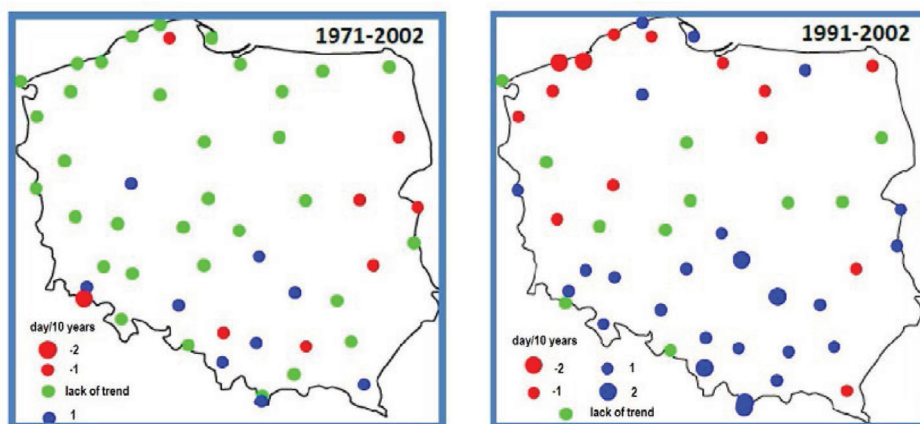 1971-2002
day/10 years
-2
-1
lack of trend
1
1991-2002
day/10 years
-2 1
-1 2
lack of trend